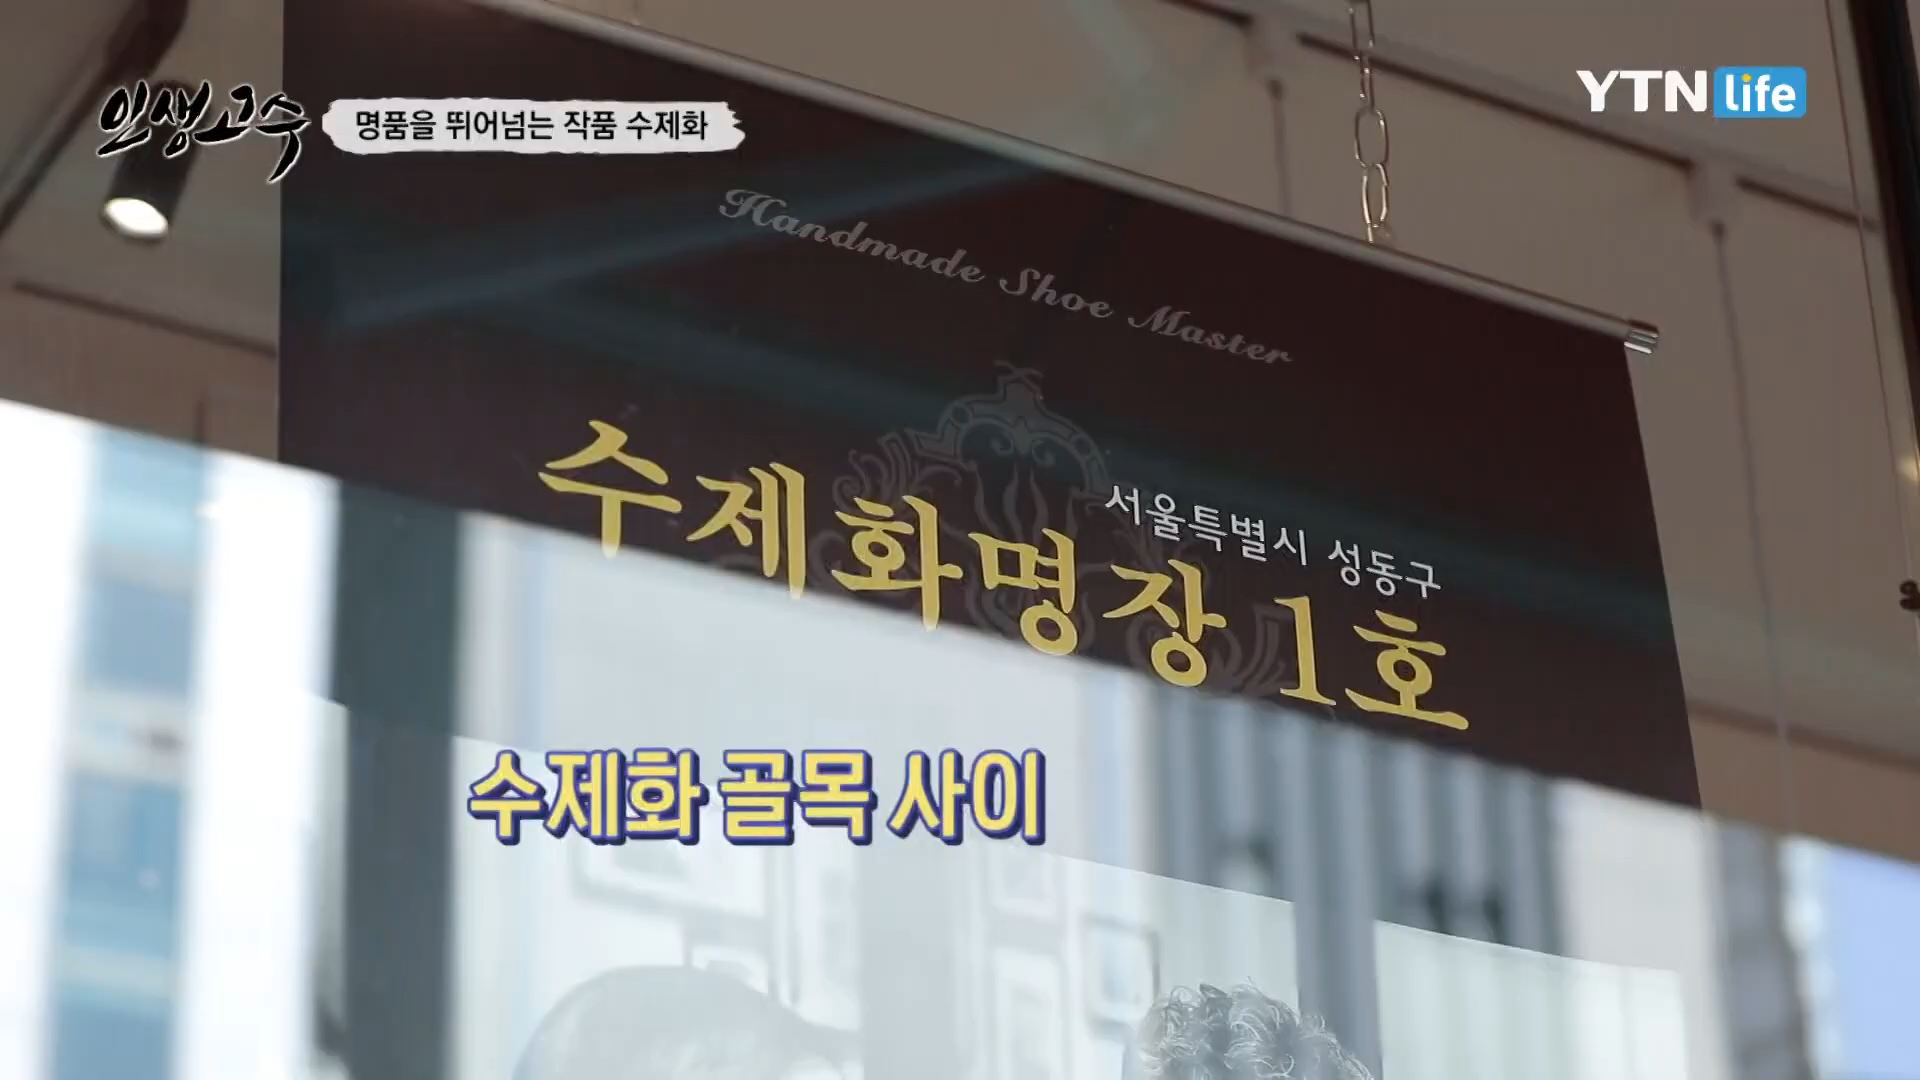 인생고수
명품을 뛰어넘는 작품 수제화
YTN life
Handmade Shoe Master
서울특별시 성동구
수제화명장 1호
수제화 골목 사이